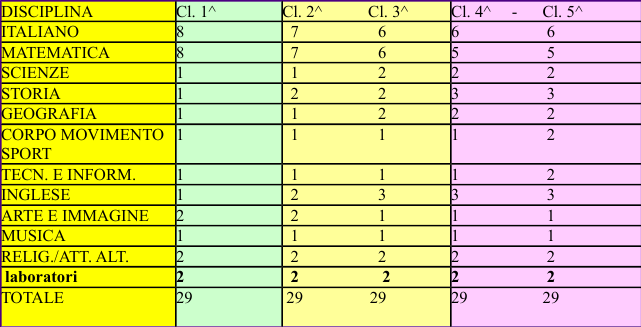 DISCIPLINA Cl. 1^ Cl. 2^ Cl. 3^ Cl. 4^ - Cl. 5^
ITALIANO 8 7 6 6 6
MATEMATICA 8 7 6 5 5
SCIENZE 1 1 2 2 2
STORIA 1 2 2 3 3
GEOGRAFIA 1 1 2 2 2
CORPO MOVIMENTO SPORT 1 1 1 1 2
TECN. E INFORM. 1 1 1 1 2
INGLESE 1 2 3 3 3
ARTE E IMMAGINE 2 2 1 1 1
MUSICA 1 1 1 1 1
RELIG./ATT. ALT. 2 2 2 2 2
laboratori 2 2 2 2 2
TOTALE 29 29 29 29 29